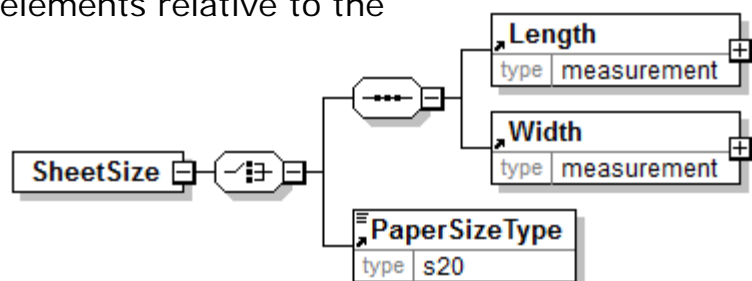 elements relative to the
Length
type measurement
Width
type measurement
SheetSize
PaperSizeType
type s20